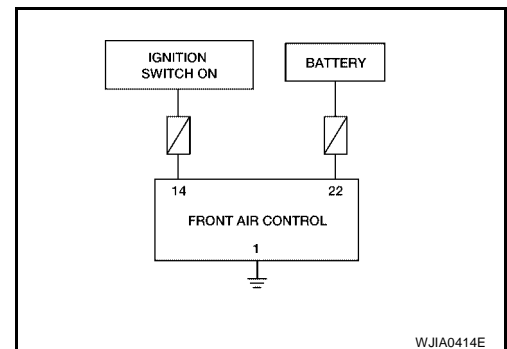 IGNITION
SWITCH ON
BATTERY
14
22
FRONT AIR CONTROL
1
WJIA0414E